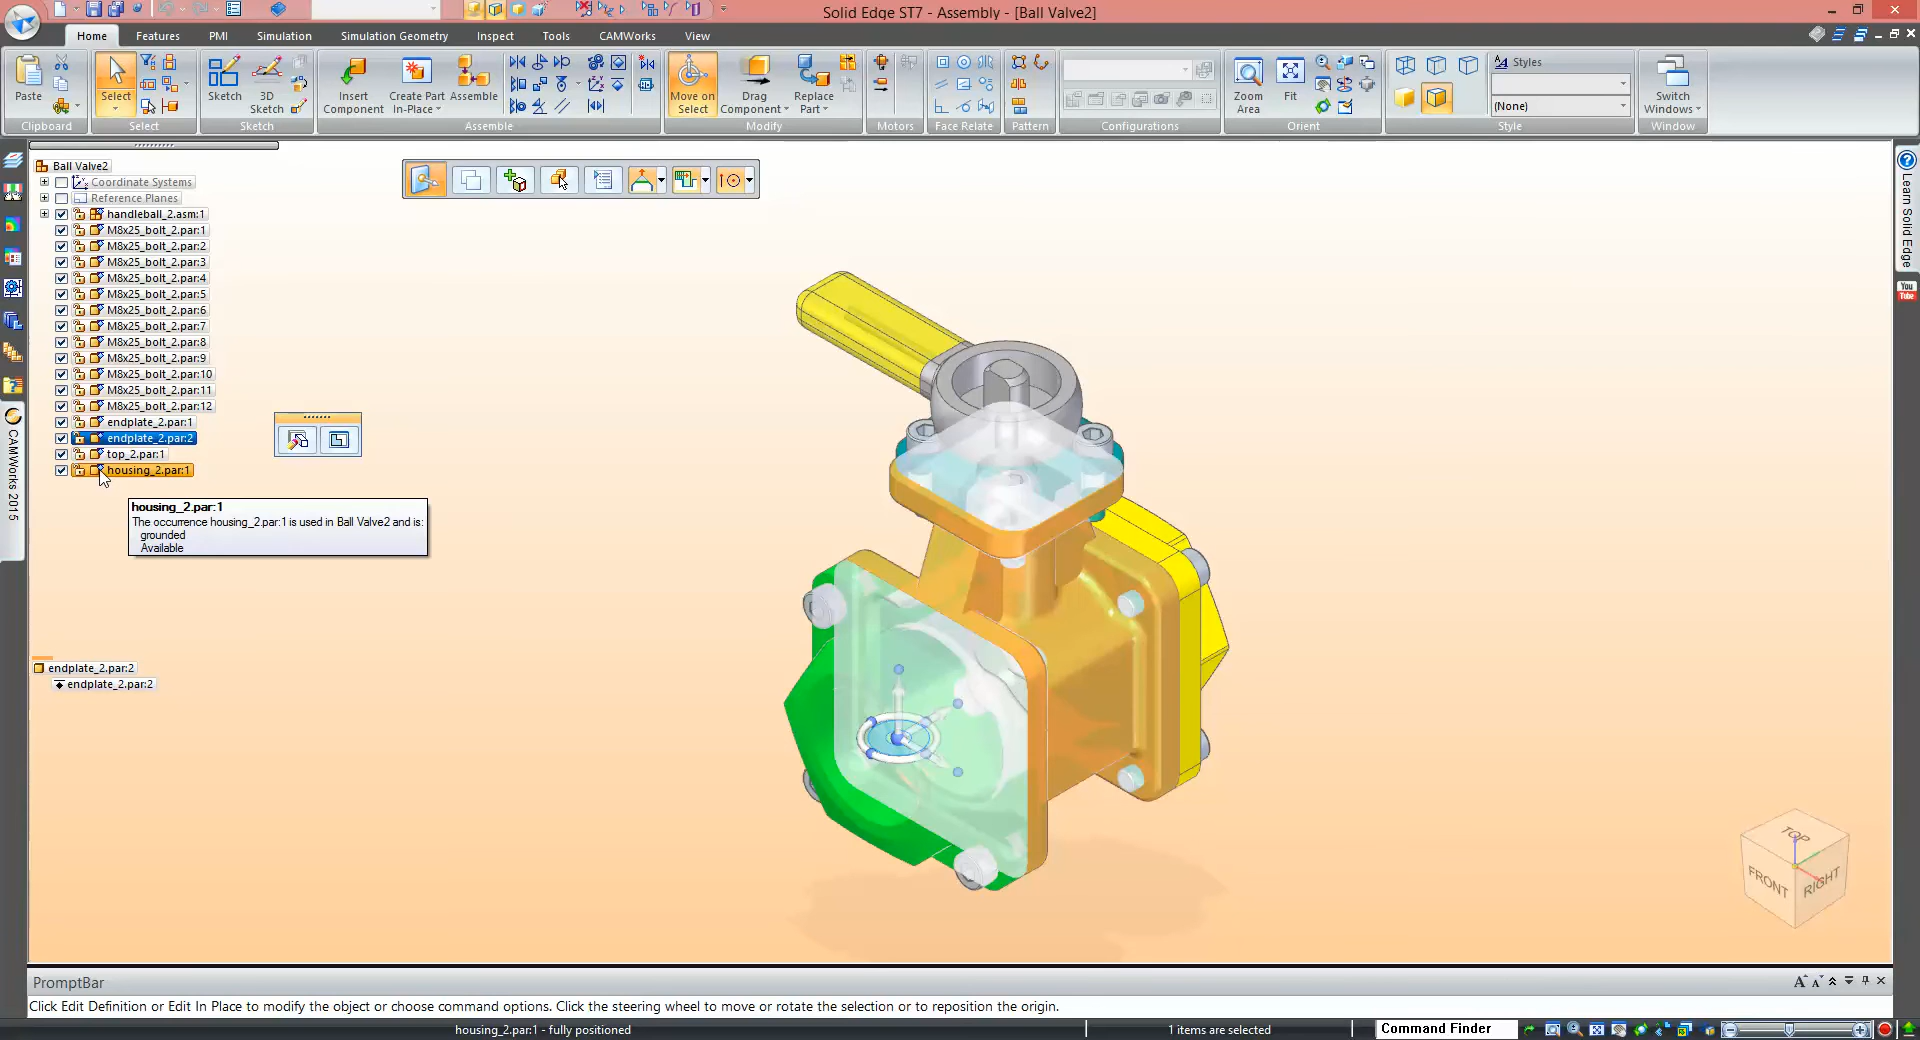 Solid Edge ST7 - Assembly - [Ball Valve2]
Home
Features
PMI
Simulation
Simulation Geometry
Inspect
Tools
CAMWorks
View
Paste
Select
Sketch
3D
Sketch
Insert
Component
Create Part
In-Place
Assemble
Move on
Select
Drag
Component
Replace
Part
Zoom
Area
Fit
Styles
(None)
Switch
Windows
Clipboard
Select
Sketch
Assemble
Modify
Motors
Face Relate
Pattern
Configurations
Orient
Style
Window
Ball Valve2
Coordinate Systems
Reference Planes
handleball_2.asm:1
M8x25_bolt_2.par:1
M8x25_bolt_2.par:2
M8x25_bolt_2.par:3
M8x25_bolt_2.par:4
M8x25_bolt_2.par:5
M8x25_bolt_2.par:6
M8x25_bolt_2.par:7
M8x25_bolt_2.par:8
M8x25_bolt_2.par:9
M8x25_bolt_2.par:10
M8x25_bolt_2.par:11
M8x25_bolt_2.par:12
endplate_2.par:1
endplate_2.par:2
top_2.par:1
housing_2.par:1
housing_2.par:1
The occurrence housing_2.par:1 is used in Ball Valve2 and is:
grounded
Available
endplate_2.par:2
endplate_2.par:2
CAMWorks 2015
Learn Solid Edge
You
Tube
TOP
FRONT
RIGHT
PromptBar
Click Edit Definition or Edit In Place to modify the object or choose command options. Click the steering wheel to move or rotate the selection or to reposition the origin.
housing_2.par:1 - fully positioned
1 items are selected
Command Finder